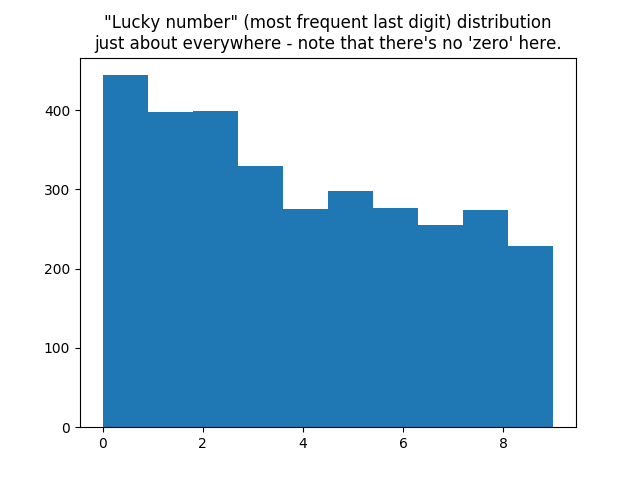 "Lucky number" (most frequent last digit) distribution
just about everywhere - note that there's no 'zero' here.
400
300
200
100
0
0 2 4 6 8